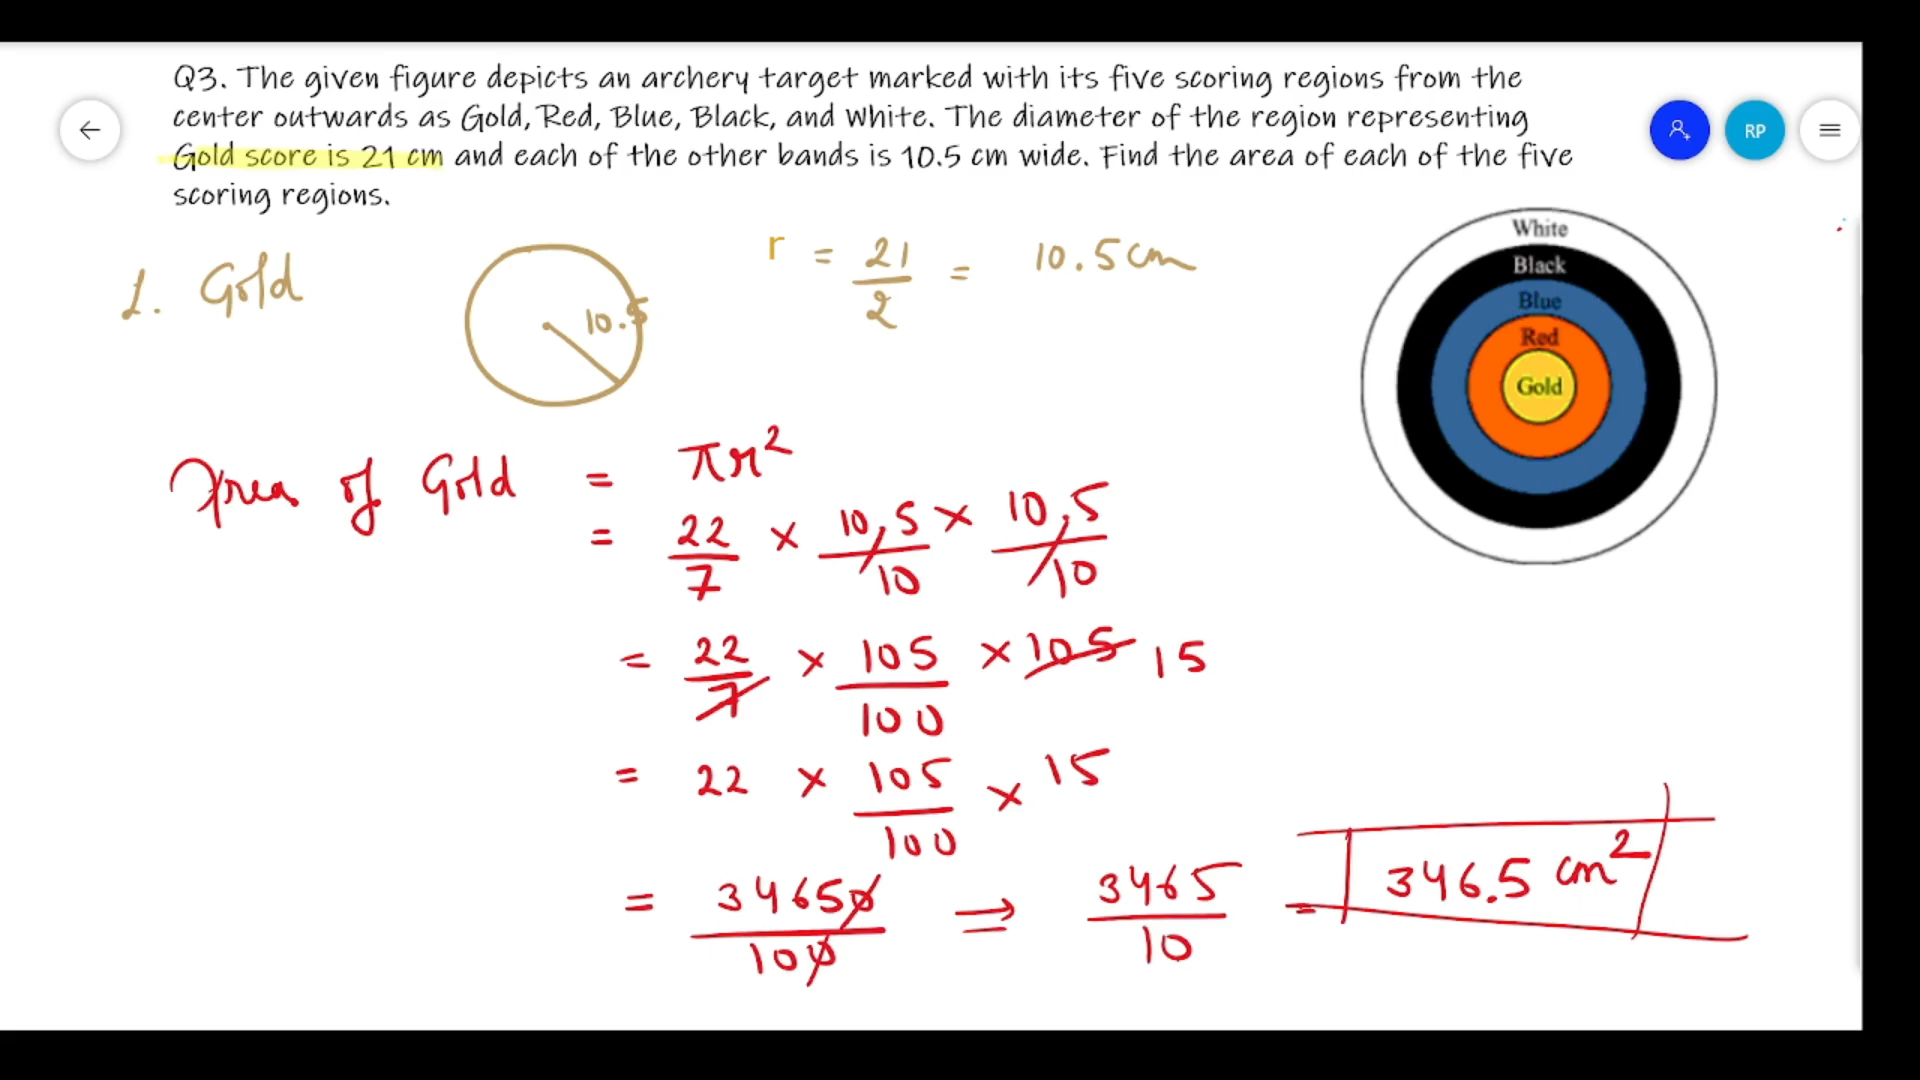 Q3. The given figure depicts an archery target marked with its five scoring regions from the
center outwards as Gold, Red, Blue, Black, and White. The diameter of the region representing
Gold score is 21 cm and each of the other bands is 10.5 cm wide. Find the area of each of the five
scoring regions.
RP
White
Black
Blue
Red
Gold
1. Gold
10.5
r = 21/2 = 10.5 cm
Area of Gold = πr²
= 22/7 × 10,5/10 × 10,5/10
= 22/7 × 105/100 × 105 15
= 22 × 105/100 × 15
= 34650/100 ⇒ 3465/10 = 346.5 cm²